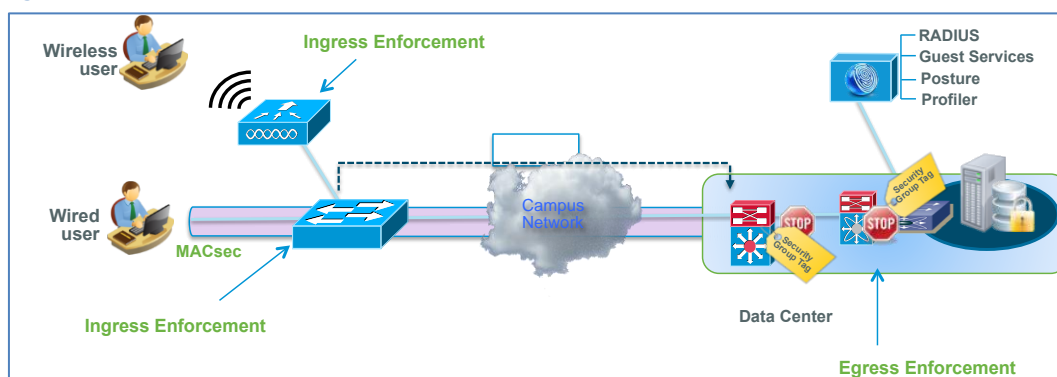 Wireless
user
Ingress Enforcement
RADIUS
Guest Services
Posture
Profiler
Wired
user
MACsec
Campus
Network
STOP
Security
Group Tag
STOP
Security
Group Tag
Ingress Enforcement
Data Center
Egress Enforcement